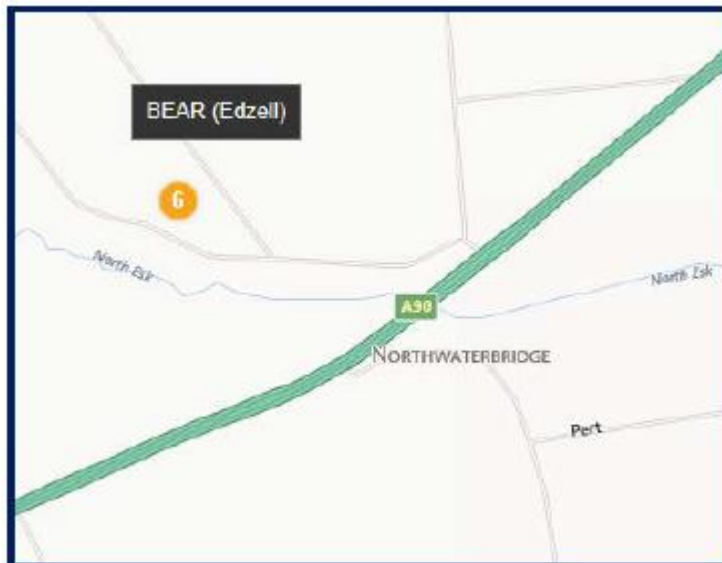 BEAR (Edzell)
6
North Esk
North Esk
A90
NORTHWATERBRIDGE
Pert